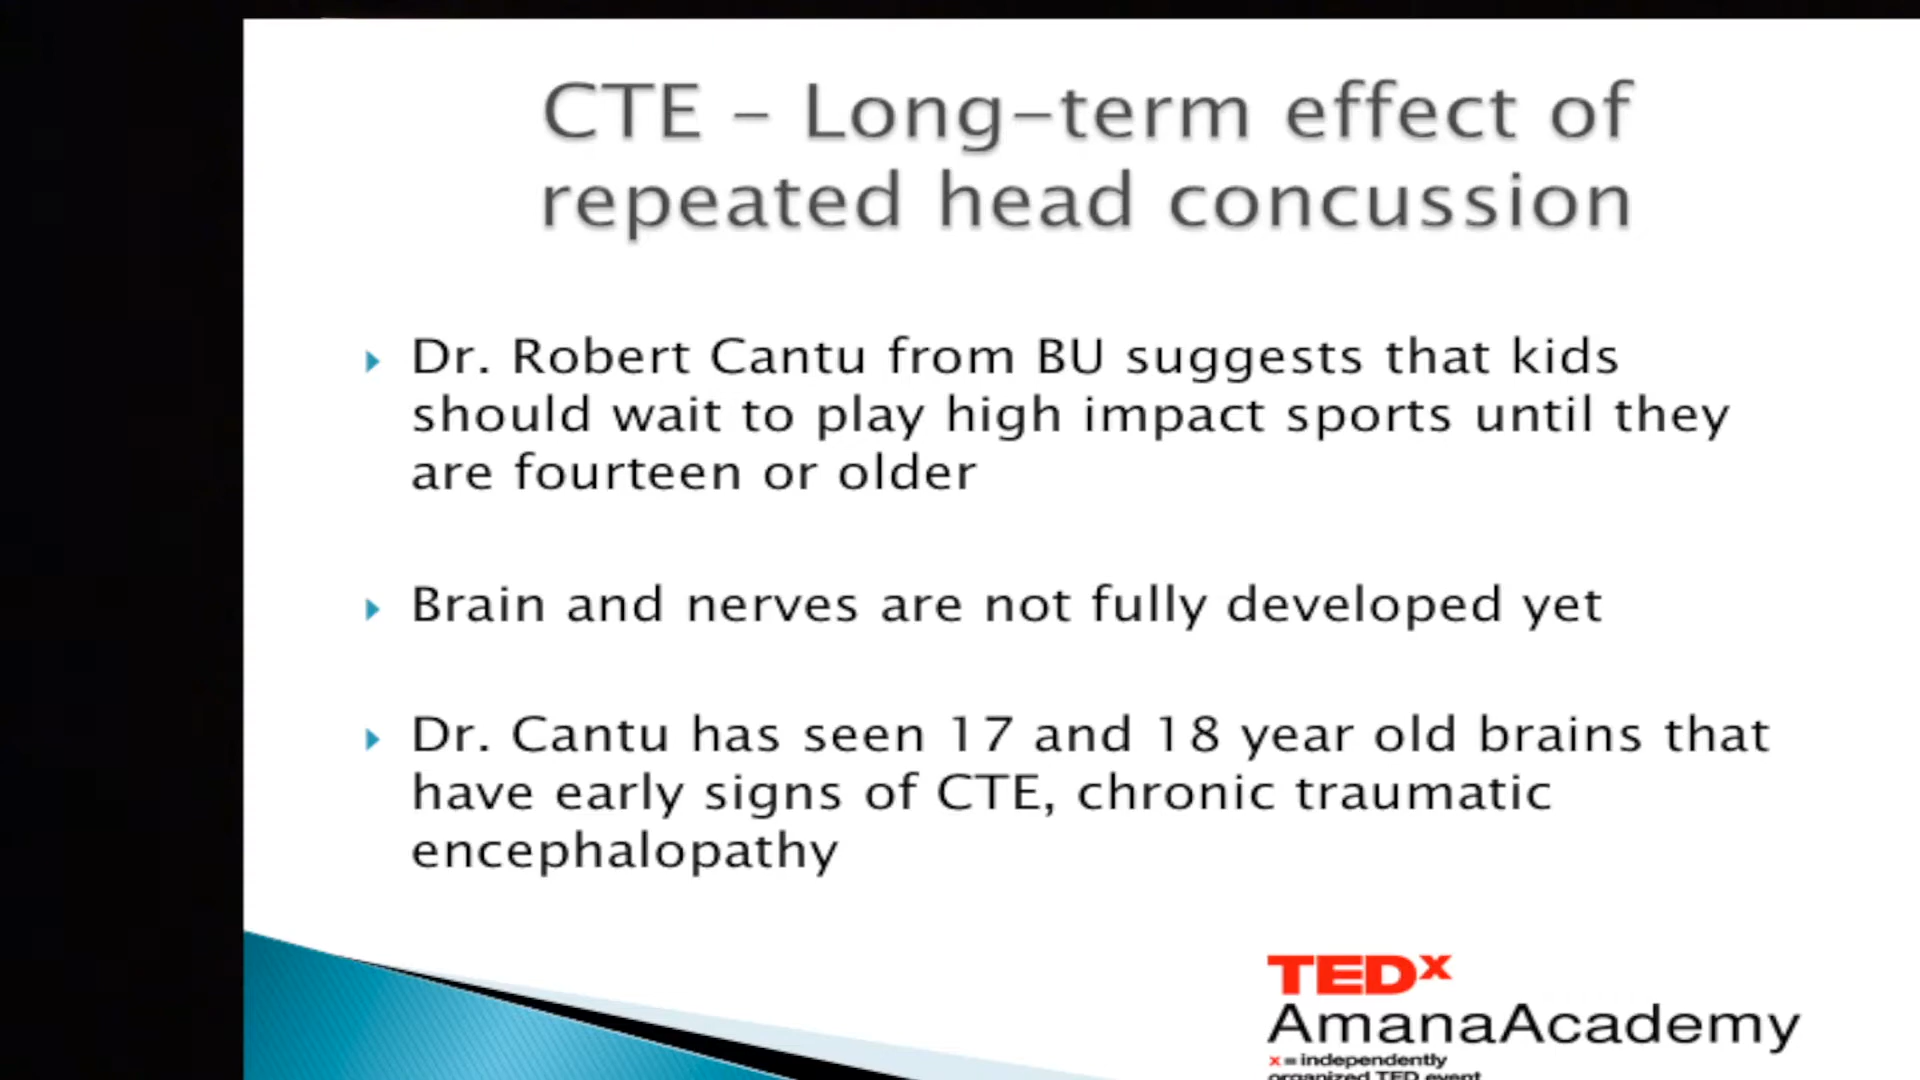 CTE - Long-term effect of
repeated head concussion
Dr. Robert Cantu from BU suggests that kids
should wait to play high impact sports until they
are fourteen or older
Brain and nerves are not fully developed yet
Dr. Cantu has seen 17 and 18 year old brains that
have early signs of CTE, chronic traumatic
encephalopathy
TEDx
AmanaAcademy
x = independently
organized TED event